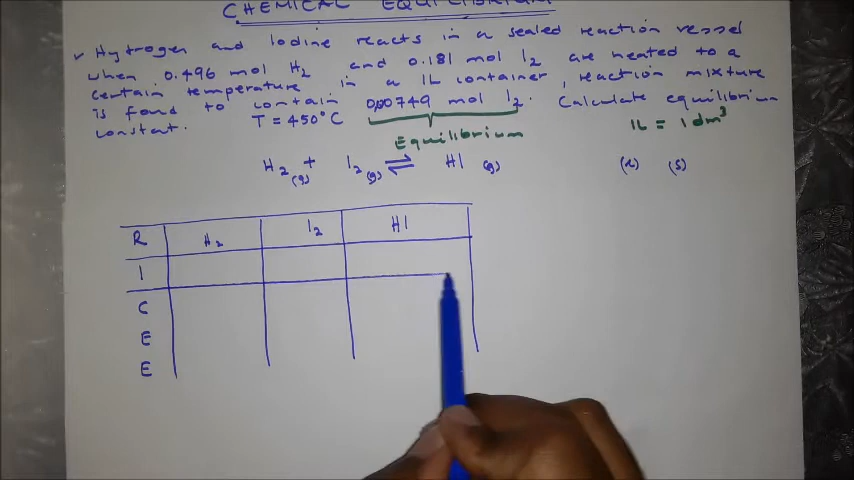 CHEMICAL EQUILIBRIUM
✓ Hydrogen and Iodine reacts in a sealed reaction vessel
when 0.496 mol H2 and 0.181 mol I2 are heated to a
certain temperature in a 1L container, reaction mixture
is found to contain 0,00749 mol I2. Calculate equilibrium
constant. T = 450°C
1L = 1dm³
Equilibrium
H2(g) + I2(g) ⇌ HI (g) (l) (s)
R H2 I2 HI
I
C
E
E